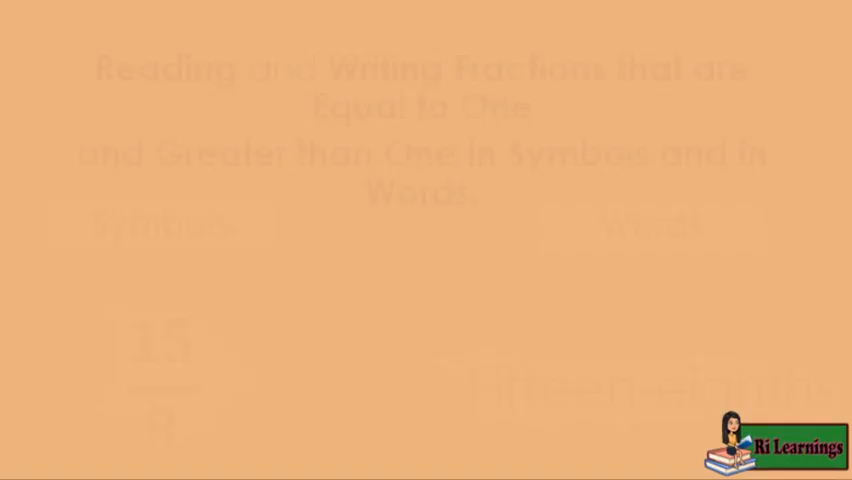 Reading and Writing Fractions that are
Equal to One
and Greater than One in Symbols and in
Words.
Symbols
Words
15
Fifteen-eighths
Ri Learnings